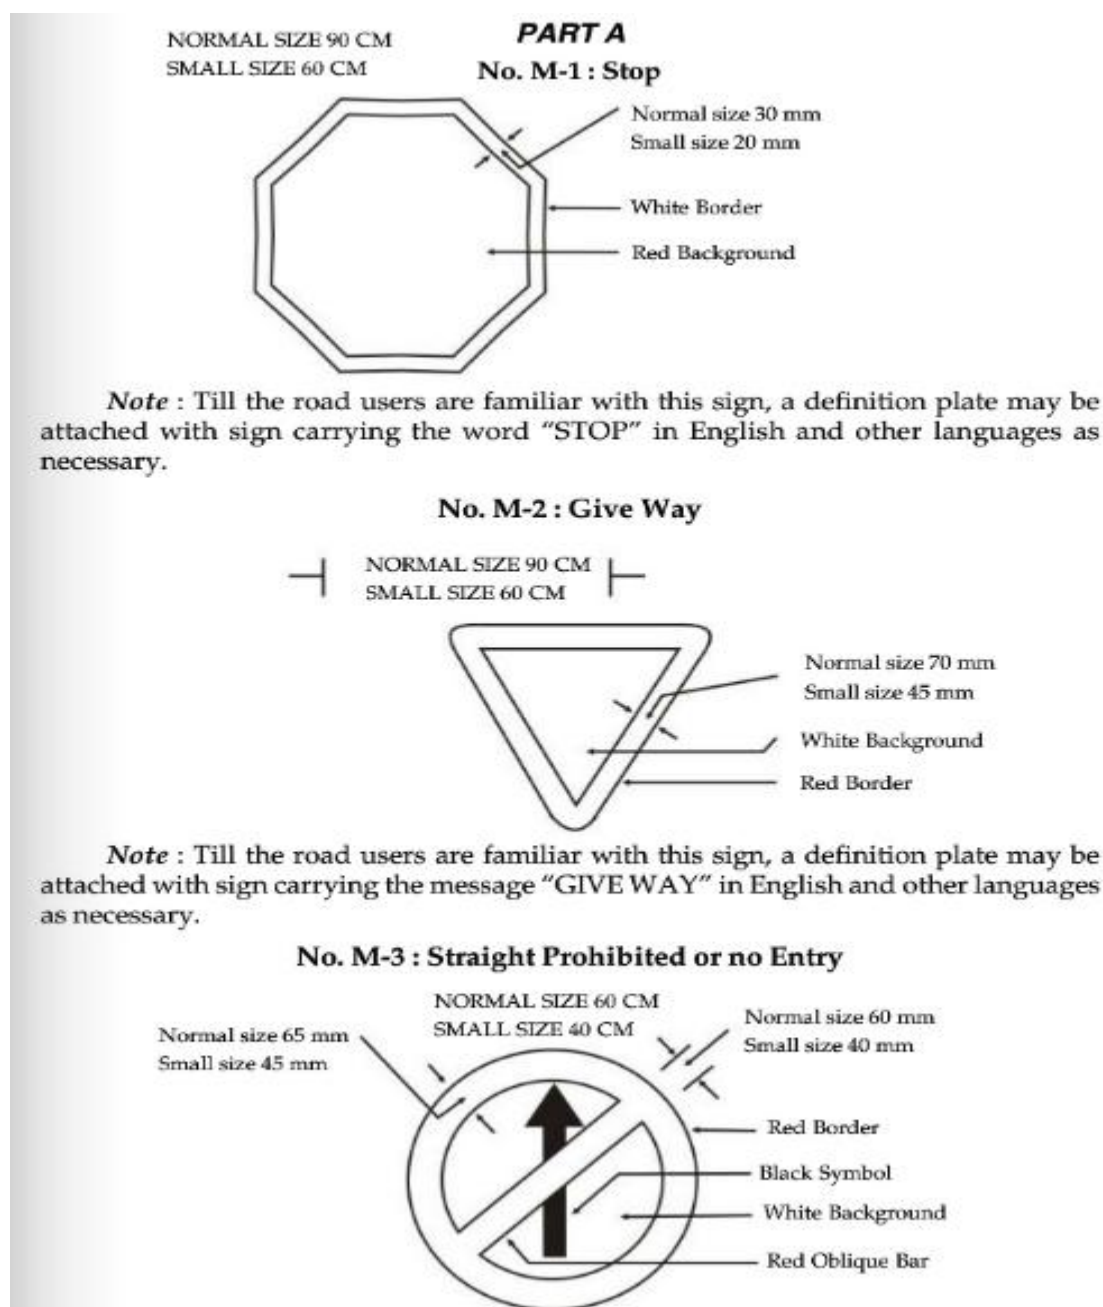 PART A
NORMAL SIZE 90 CM
SMALL SIZE 60 CM
No. M-1 : Stop
Normal size 30 mm
Small size 20 mm
White Border
Red Background
Note : Till the road users are familiar with this sign, a definition plate may be
attached with sign carrying the word “STOP” in English and other languages as
necessary.
No. M-2 : Give Way
NORMAL SIZE 90 CM
SMALL SIZE 60 CM
Normal size 70 mm
Small size 45 mm
White Background
Red Border
Note : Till the road users are familiar with this sign, a definition plate may be
attached with sign carrying the message “GIVE WAY” in English and other languages
as necessary.
No. M-3 : Straight Prohibited or no Entry
NORMAL SIZE 60 CM
SMALL SIZE 40 CM
Normal size 65 mm
Small size 45 mm
Normal size 60 mm
Small size 40 mm
Red Border
Black Symbol
White Background
Red Oblique Bar